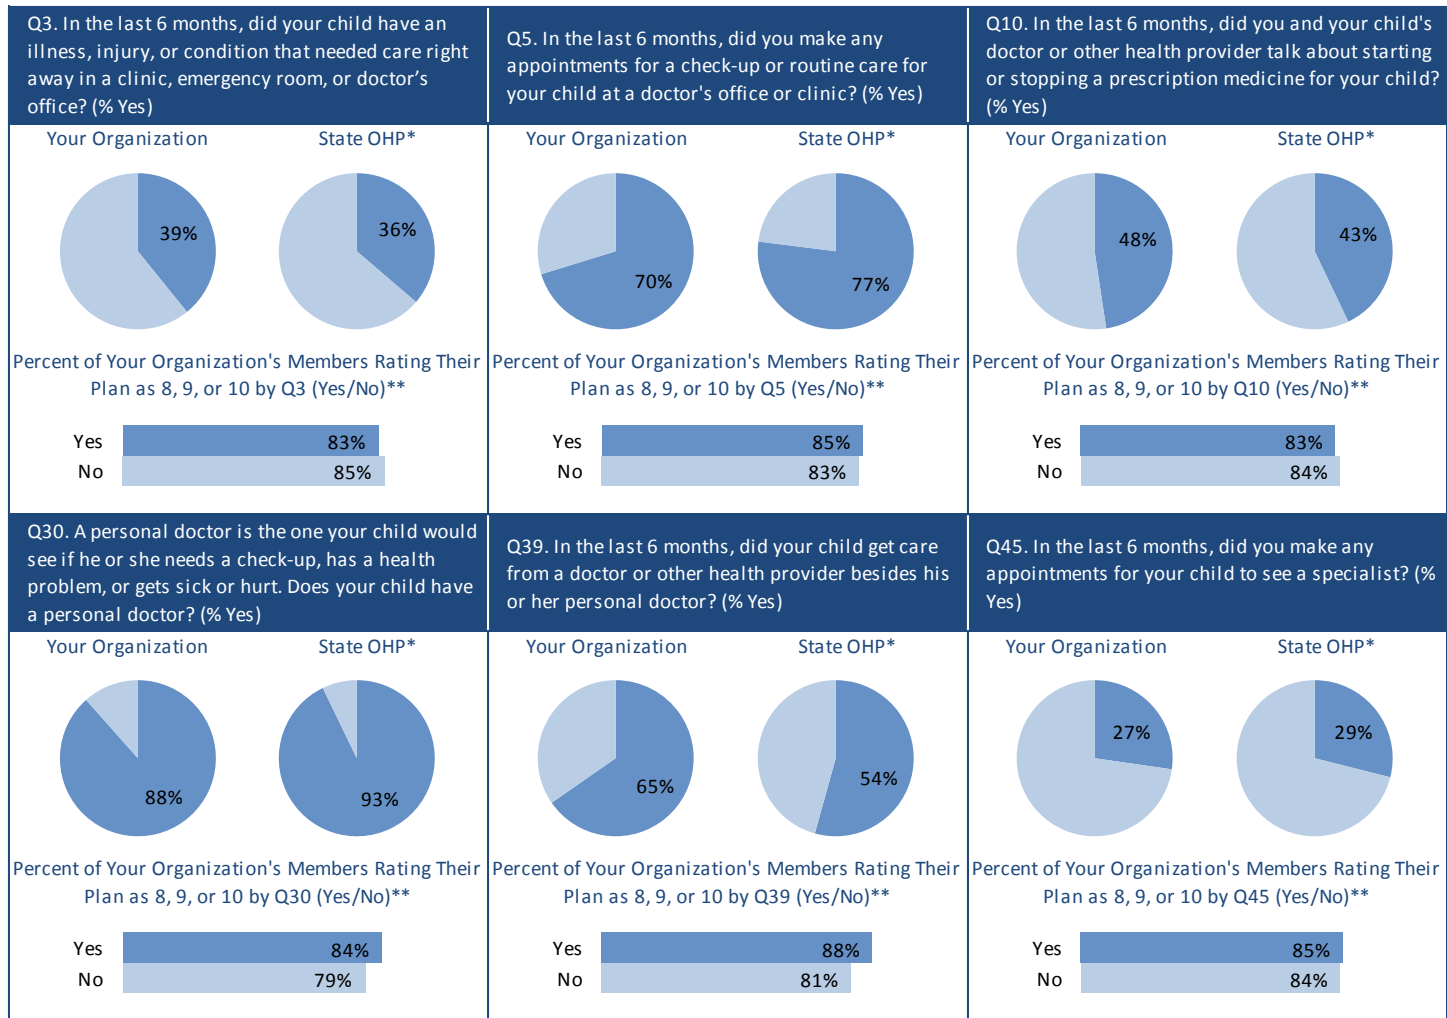 Q3. In the last 6 months, did your child have an
illness, injury, or condition that needed care right
away in a clinic, emergency room, or doctor's
office? (% Yes)
Your Organization
State OHP*
39%
36%
Percent of Your Organization's Members Rating Their
Plan as 8, 9, or 10 by Q3 (Yes/No)**
Yes
83%
No
85%
Q5. In the last 6 months, did you make any
appointments for a check-up or routine care for
your child at a doctor's office or clinic? (% Yes)
Your Organization
State OHP*
70%
77%
Percent of Your Organization's Members Rating Their
Plan as 8, 9, or 10 by Q5 (Yes/No)**
Yes
85%
No
83%
Q10. In the last 6 months, did you and your child's
doctor or other health provider talk about starting
or stopping a prescription medicine for your child?
(% Yes)
Your Organization
State OHP*
48%
43%
Percent of Your Organization's Members Rating Their
Plan as 8, 9, or 10 by Q10 (Yes/No)**
Yes
83%
No
84%
Q30. A personal doctor is the one your child would
see if he or she needs a check-up, has a health
problem, or gets sick or hurt. Does your child have
a personal doctor? (% Yes)
Your Organization
State OHP*
88%
93%
Percent of Your Organization's Members Rating Their
Plan as 8, 9, or 10 by Q30 (Yes/No)**
Yes
84%
No
79%
Q39. In the last 6 months, did your child get care
from a doctor or other health provider besides his
or her personal doctor? (% Yes)
Your Organization
State OHP*
65%
54%
Percent of Your Organization's Members Rating Their
Plan as 8, 9, or 10 by Q39 (Yes/No)**
Yes
88%
No
81%
Q45. In the last 6 months, did you make any
appointments for your child to see a specialist? (%
Yes)
Your Organization
State OHP*
27%
29%
Percent of Your Organization's Members Rating Their
Plan as 8, 9, or 10 by Q45 (Yes/No)**
Yes
85%
No
84%